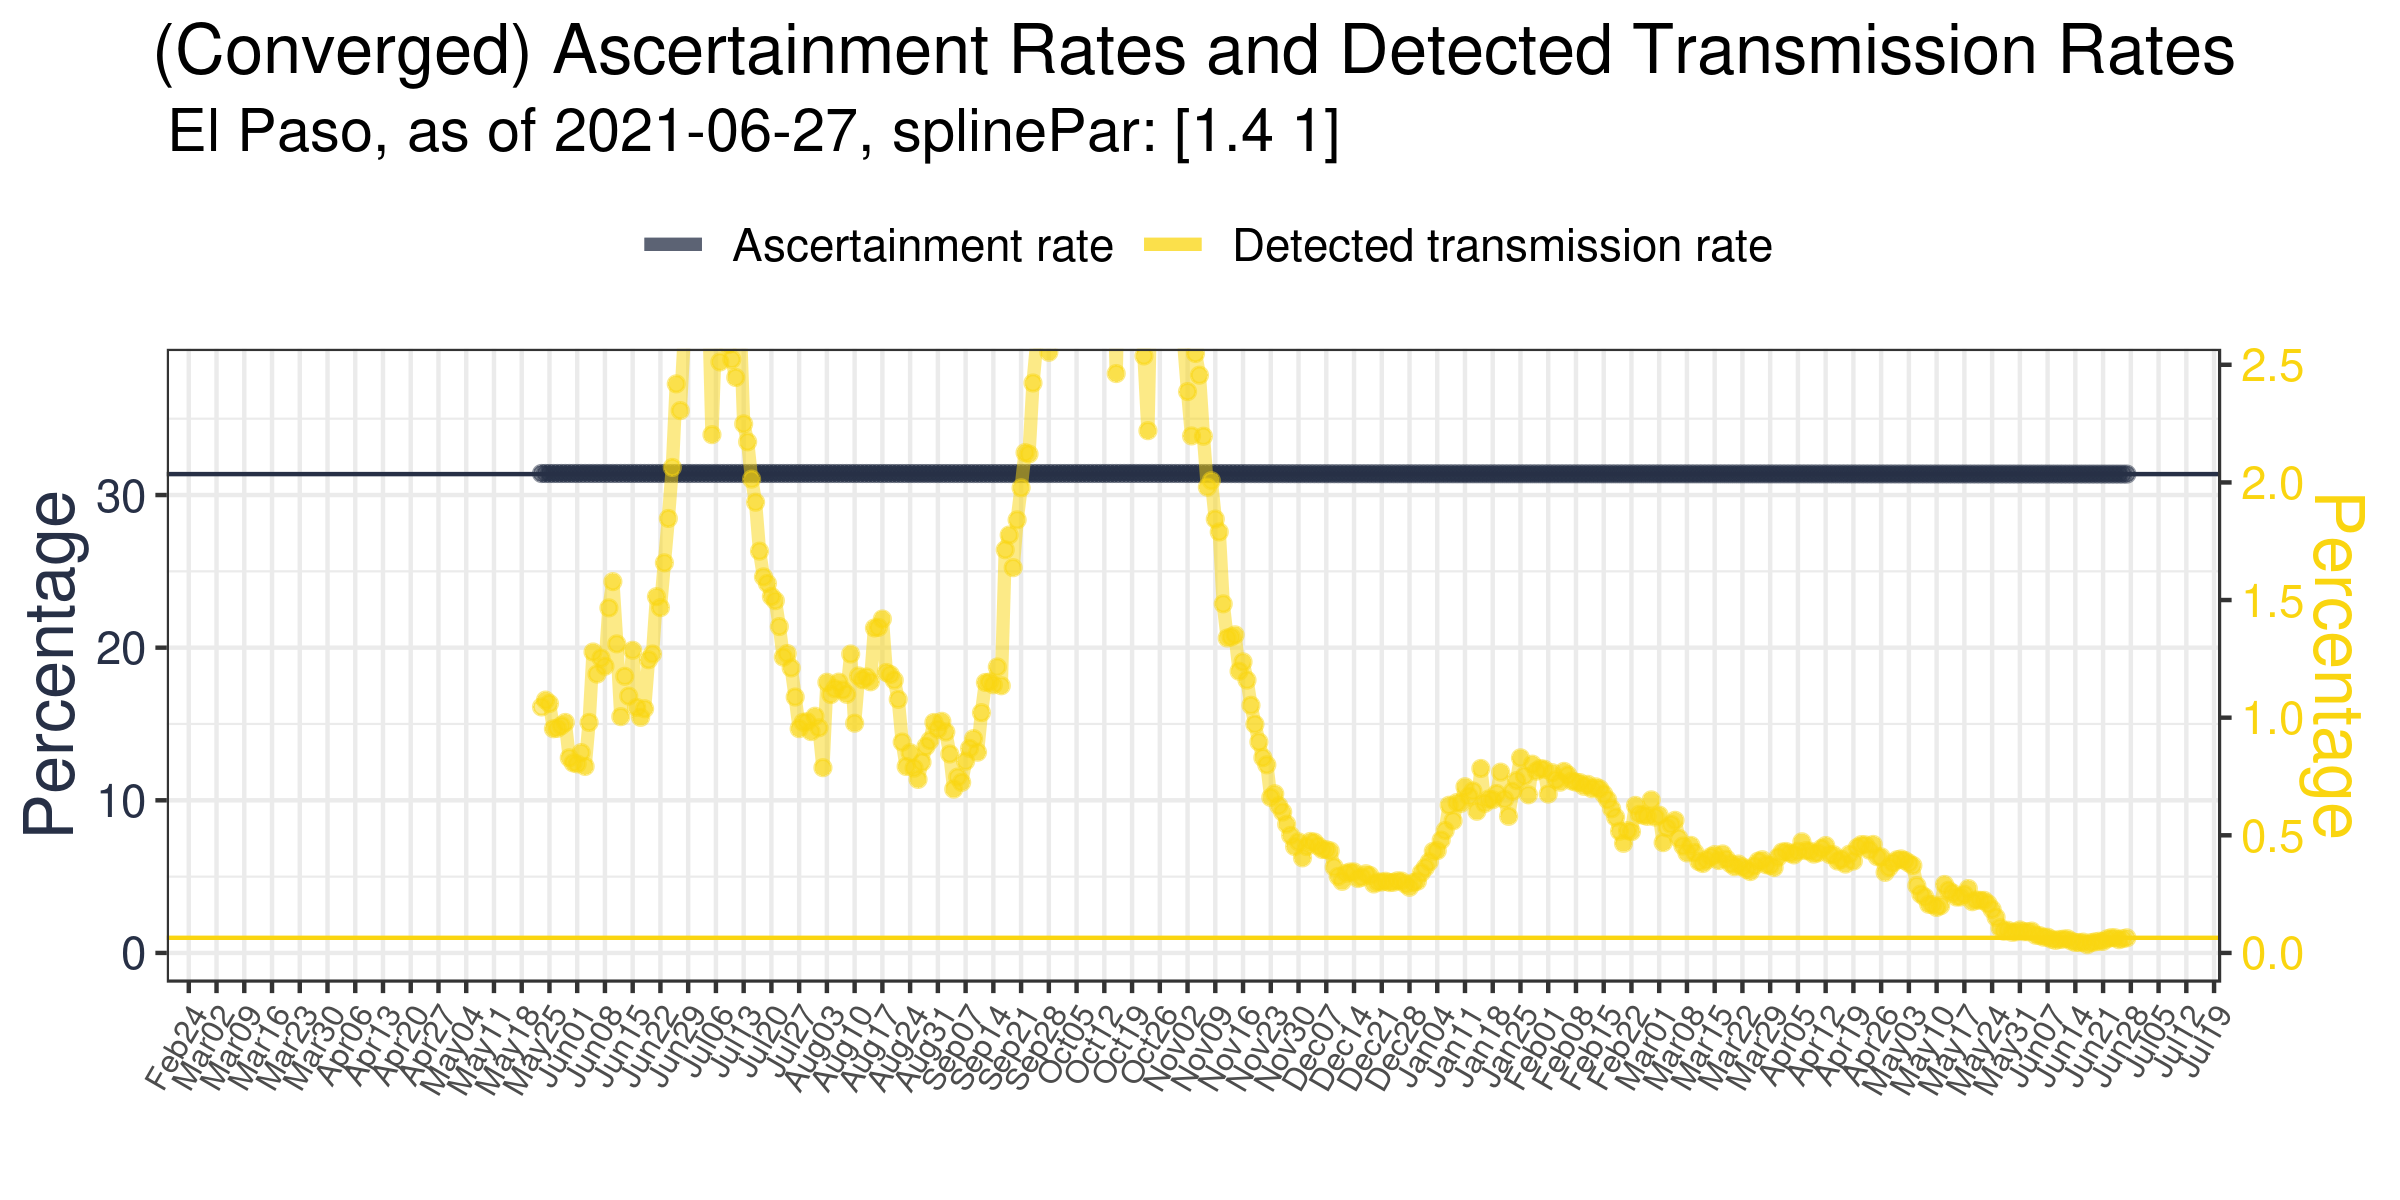 (Converged) Ascertainment Rates and Detected Transmission Rates
El Paso, as of 2021-06-27, splinePar: [1.4 1]
Ascertainment rate
Detected transmission rate
Percentage
30
20
10
0
2.5
2.0
1.5
1.0
0.5
0.0
Percentage
Feb24
Mar02
Mar09
Mar16
Mar23
Mar30
Apr06
Apr13
Apr20
Apr27
May04
May11
May18
May25
Jun01
Jun08
Jun15
Jun22
Jun29
Jul06
Jul13
Jul20
Jul27
Aug03
Aug10
Aug17
Aug24
Aug31
Sep07
Sep14
Sep21
Sep28
Oct05
Oct12
Oct19
Oct26
Nov02
Nov09
Nov16
Nov23
Nov30
Dec07
Dec14
Dec21
Dec28
Jan04
Jan11
Jan18
Jan25
Feb01
Feb08
Feb15
Feb22
Mar01
Mar08
Mar15
Mar22
Mar29
Apr05
Apr12
Apr19
Apr26
May03
May10
May17
May24
May31
Jun07
Jun14
Jun21
Jun28
Jul05
Jul12
Jul19